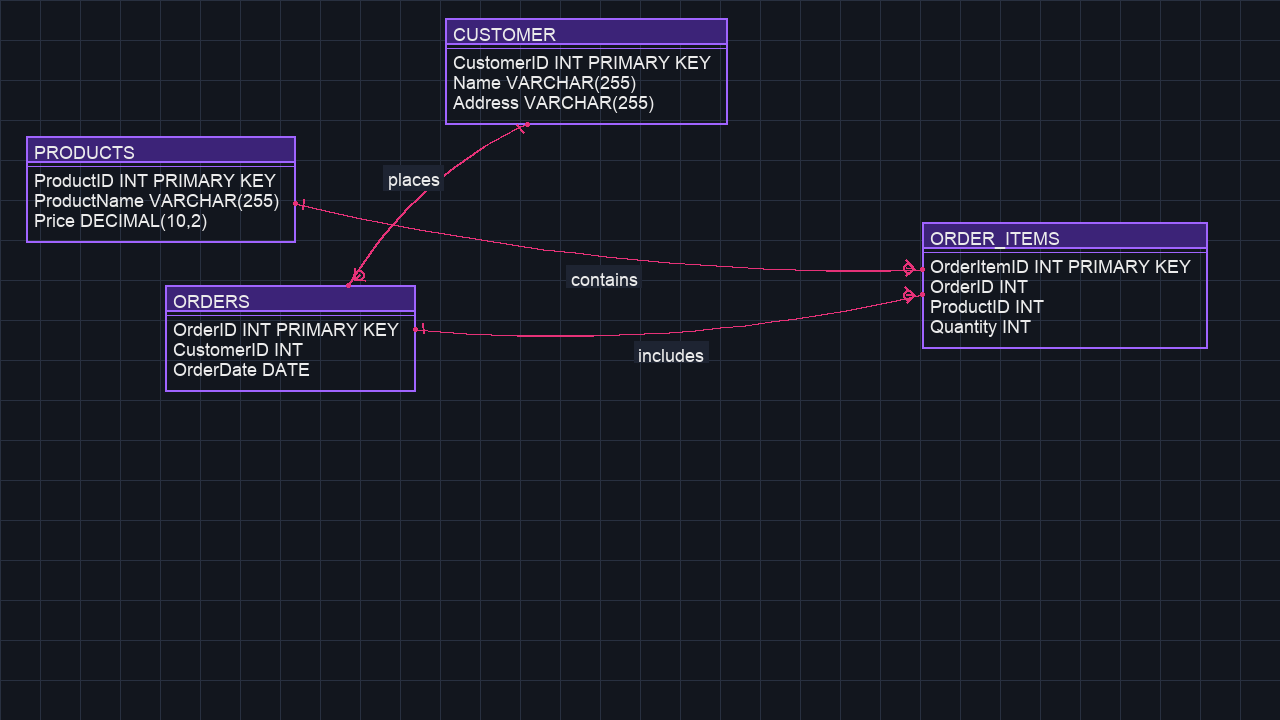 CUSTOMER
CustomerID INT PRIMARY KEY
Name VARCHAR(255)
Address VARCHAR(255)
PRODUCTS
ProductID INT PRIMARY KEY
ProductName VARCHAR(255)
Price DECIMAL(10,2)
places
ORDER_ITEMS
OrderItemID INT PRIMARY KEY
OrderID INT
ProductID INT
Quantity INT
contains
ORDERS
OrderID INT PRIMARY KEY
CustomerID INT
OrderDate DATE
includes